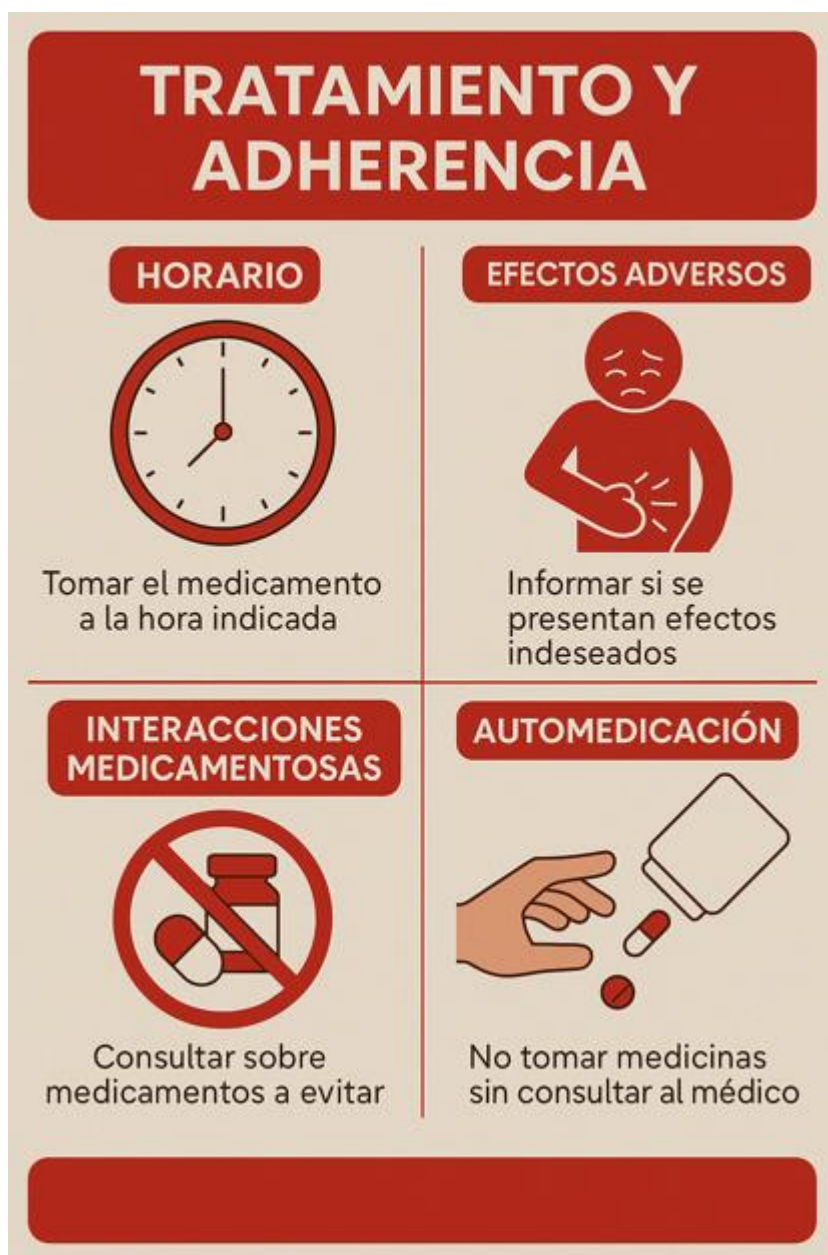 TRATAMIENTO Y
ADHERENCIA
HORARIO
Tomar el medicamento
a la hora indicada
EFECTOS ADVERSOS
Informar si se
presentan efectos
indeseados
INTERACCIONES
MEDICAMENTOSAS
Consultar sobre
medicamentos a evitar
AUTOMEDICACIÓN
No tomar medicinas
sin consultar al médico